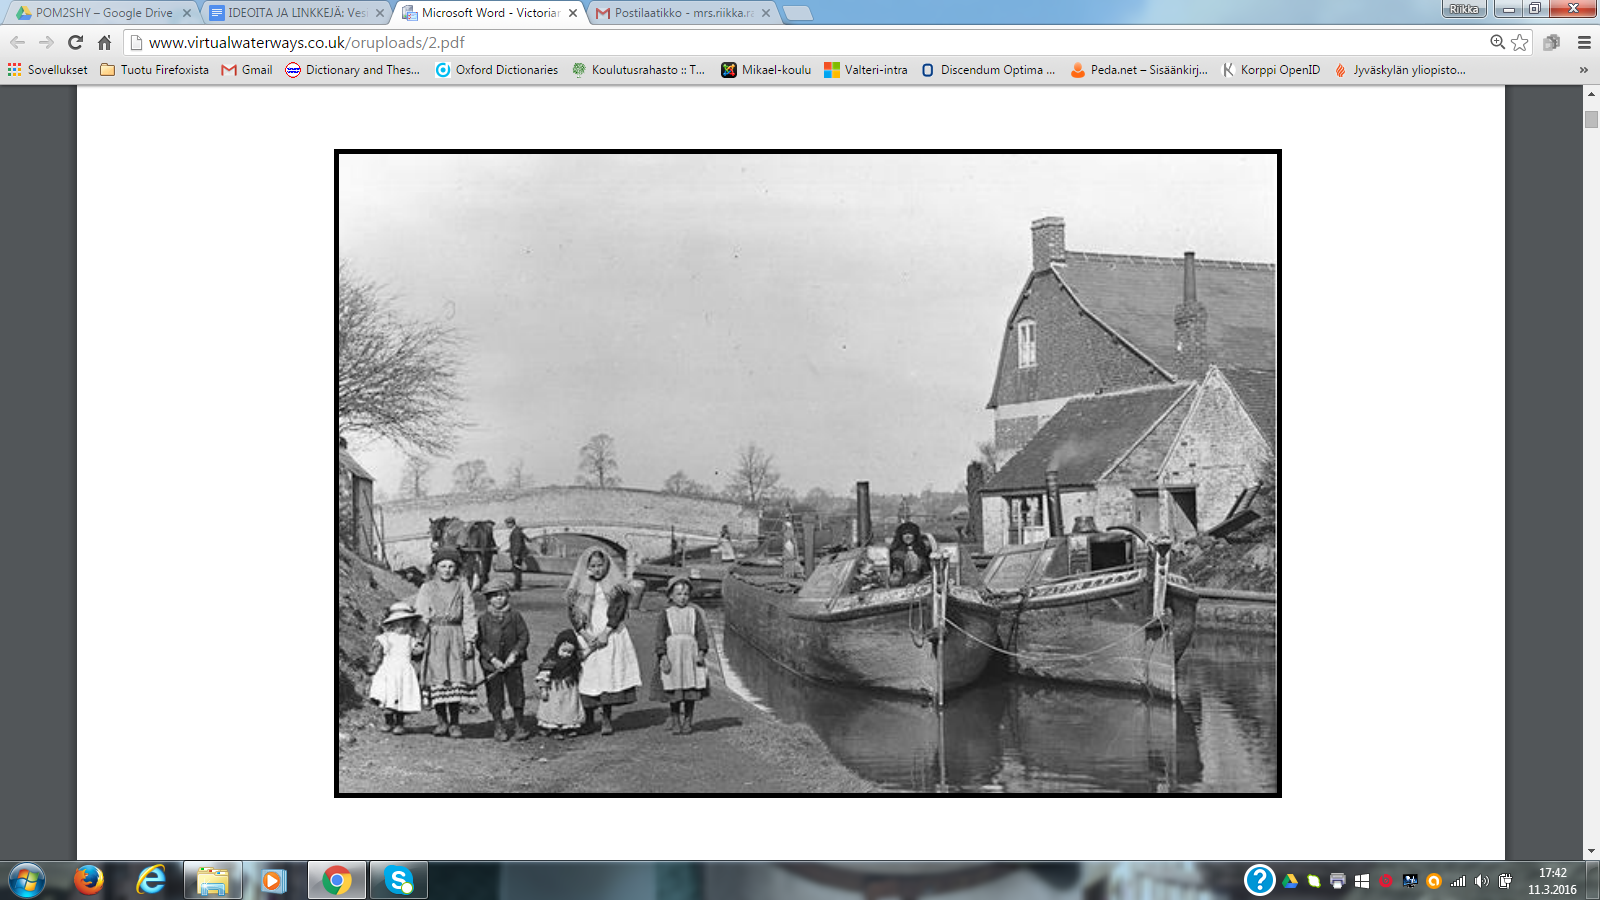 POM2SHY – Google Drive
IDEOITA JA LINKKEJÄ: Vesi
Microsoft Word - Victorian
Postilaatikko - mrs.riikka.ra
Riikka
www.virtualwaterways.co.uk/oruploads/2.pdf
Sovellukset
Tuotu Firefoxista
Gmail
Dictionary and Thes...
Oxford Dictionaries
Koulutusrahasto :: T...
Mikael-koulu
Valteri-intra
Discendum Optima ...
Peda.net – Sisäänkirj...
Korppi OpenID
Jyväskylän yliopisto...
»
17:42
11.3.2016